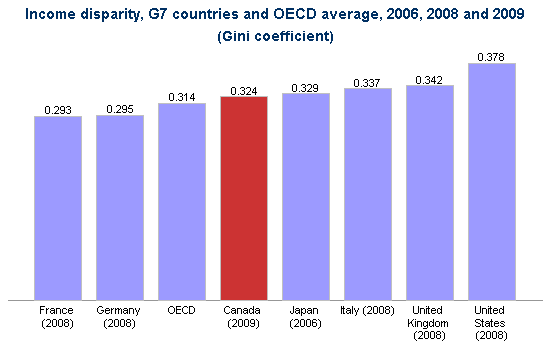 Income disparity, G7 countries and OECD average, 2006, 2008 and 2009
(Gini coefficient)
0.293
0.295
0.314
0.324
0.329
0.337
0.342
0.378
France
(2008)
Germany
(2008)
OECD
Canada
(2009)
Japan
(2006)
Italy (2008)
United
Kingdom
(2008)
United
States
(2008)